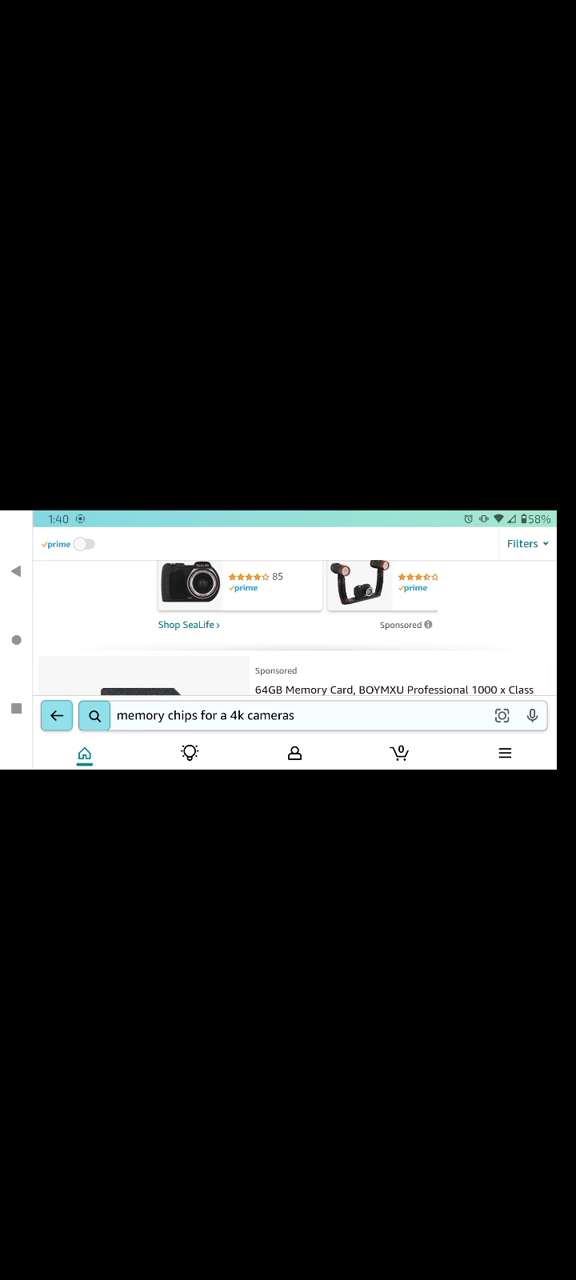 1:40
58%
prime
Filters
85
prime
prime
Shop SeaLife ›
Sponsored
Sponsored
64GB Memory Card, BOYMXU Professional 1000 x Class
memory chips for a 4k cameras
0